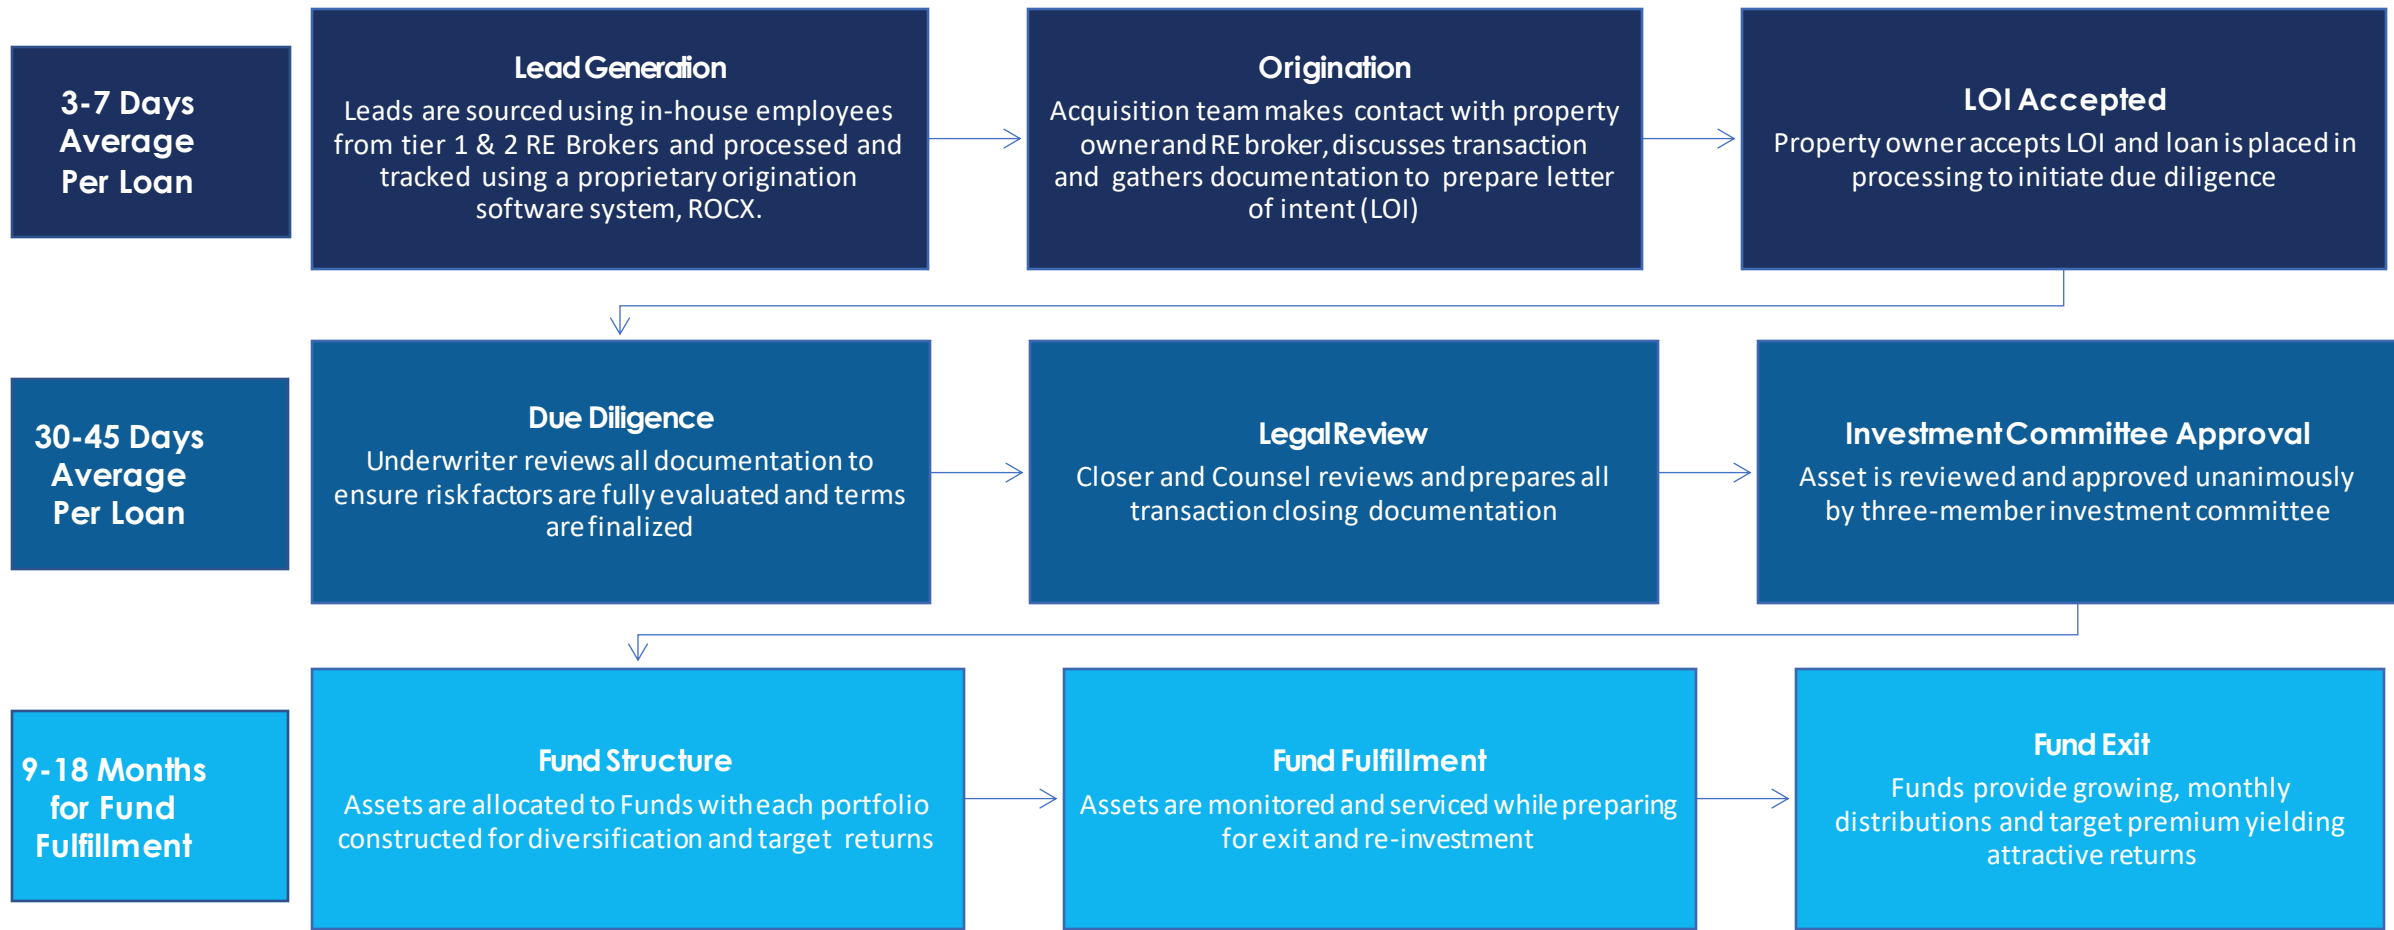 3-7 Days
Average
Per Loan
Lead Generation
Leads are sourced using in-house employees
from tier 1 & 2 RE Brokers and processed and
tracked using a proprietary origination
software system, ROCX.
Origination
Acquisition team makes contact with property
owner and RE broker, discusses transaction
and gathers documentation to prepare letter
of intent (LOI)
LOI Accepted
Property owner accepts LOI and loan is placed in
processing to initiate due diligence
30-45 Days
Average
Per Loan
Due Diligence
Underwriter reviews all documentation to
ensure risk factors are fully evaluated and terms
are finalized
Legal Review
Closer and Counsel reviews and prepares all
transaction closing documentation
Investment Committee Approval
Asset is reviewed and approved unanimously
by three-member investment committee
9-18 Months
for Fund
Fulfillment
Fund Structure
Assets are allocated to Funds with each portfolio
constructed for diversification and target returns
Fund Fulfillment
Assets are monitored and serviced while preparing
for exit and re-investment
Fund Exit
Funds provide growing, monthly
distributions and target premium yielding
attractive returns